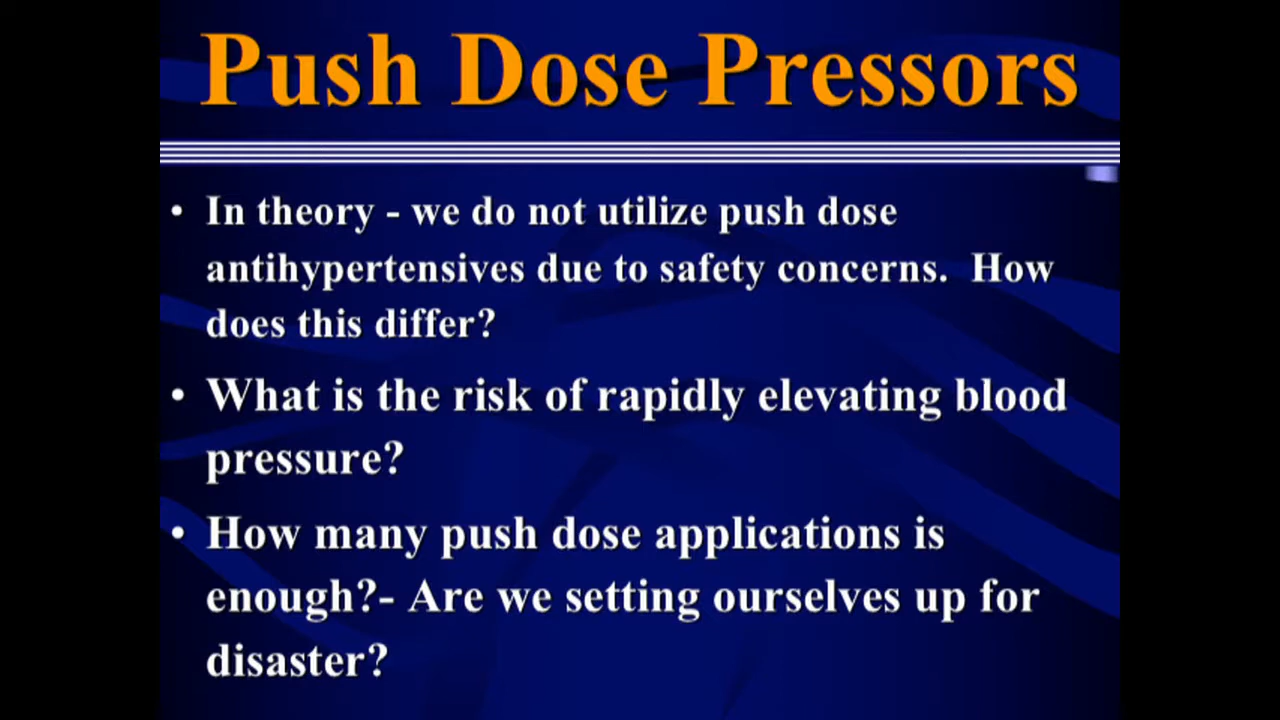 Push Dose Pressors
• In theory - we do not utilize push dose
antihypertensives due to safety concerns.  How
does this differ?
• What is the risk of rapidly elevating blood
pressure?
• How many push dose applications is
enough?- Are we setting ourselves up for
disaster?